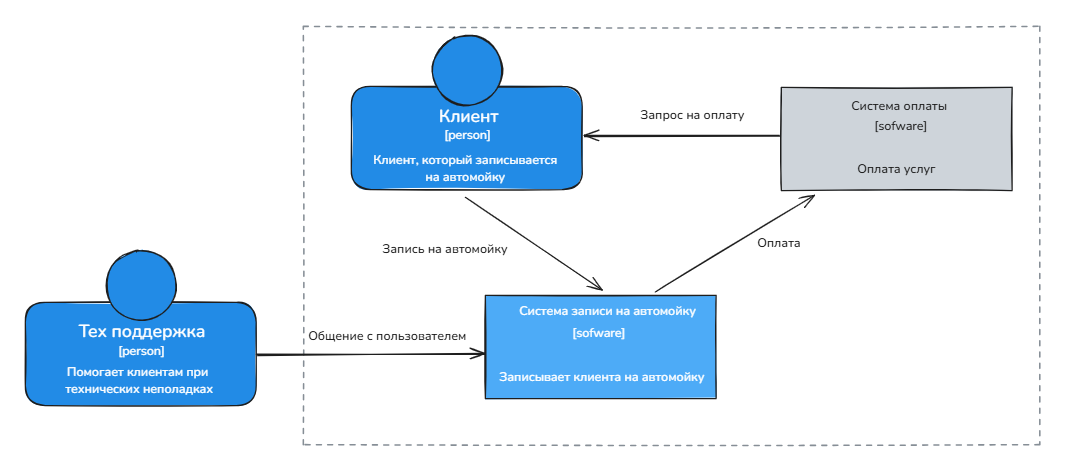 Клиент
[person]
Клиент, который записывается
на автомойку
Запрос на оплату
Система оплаты
[sofware]
Оплата услуг
Запись на автомойку
Оплата
Тех поддержка
[person]
Помогает клиентам при
технических неполадках
Общение с пользователем
Система записи на автомойку
[sofware]
Записывает клиента на автомойку